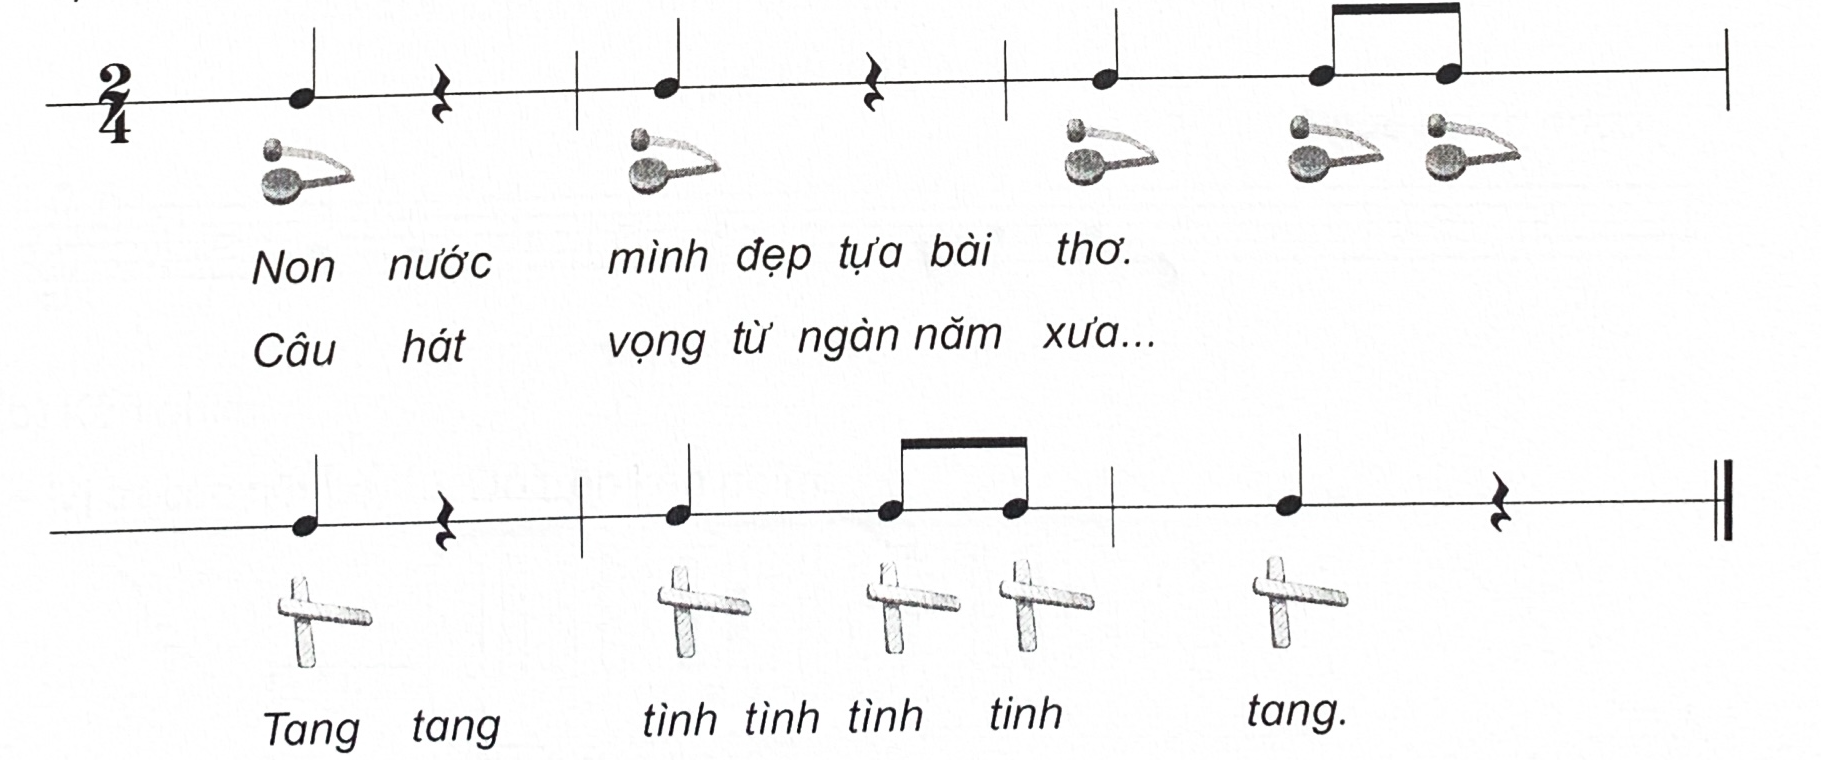 2
4
Non nước mình đẹp tựa bài thơ.
Câu hát vọng từ ngàn năm xưa...
Tang tang tình tình tình tinh tang.